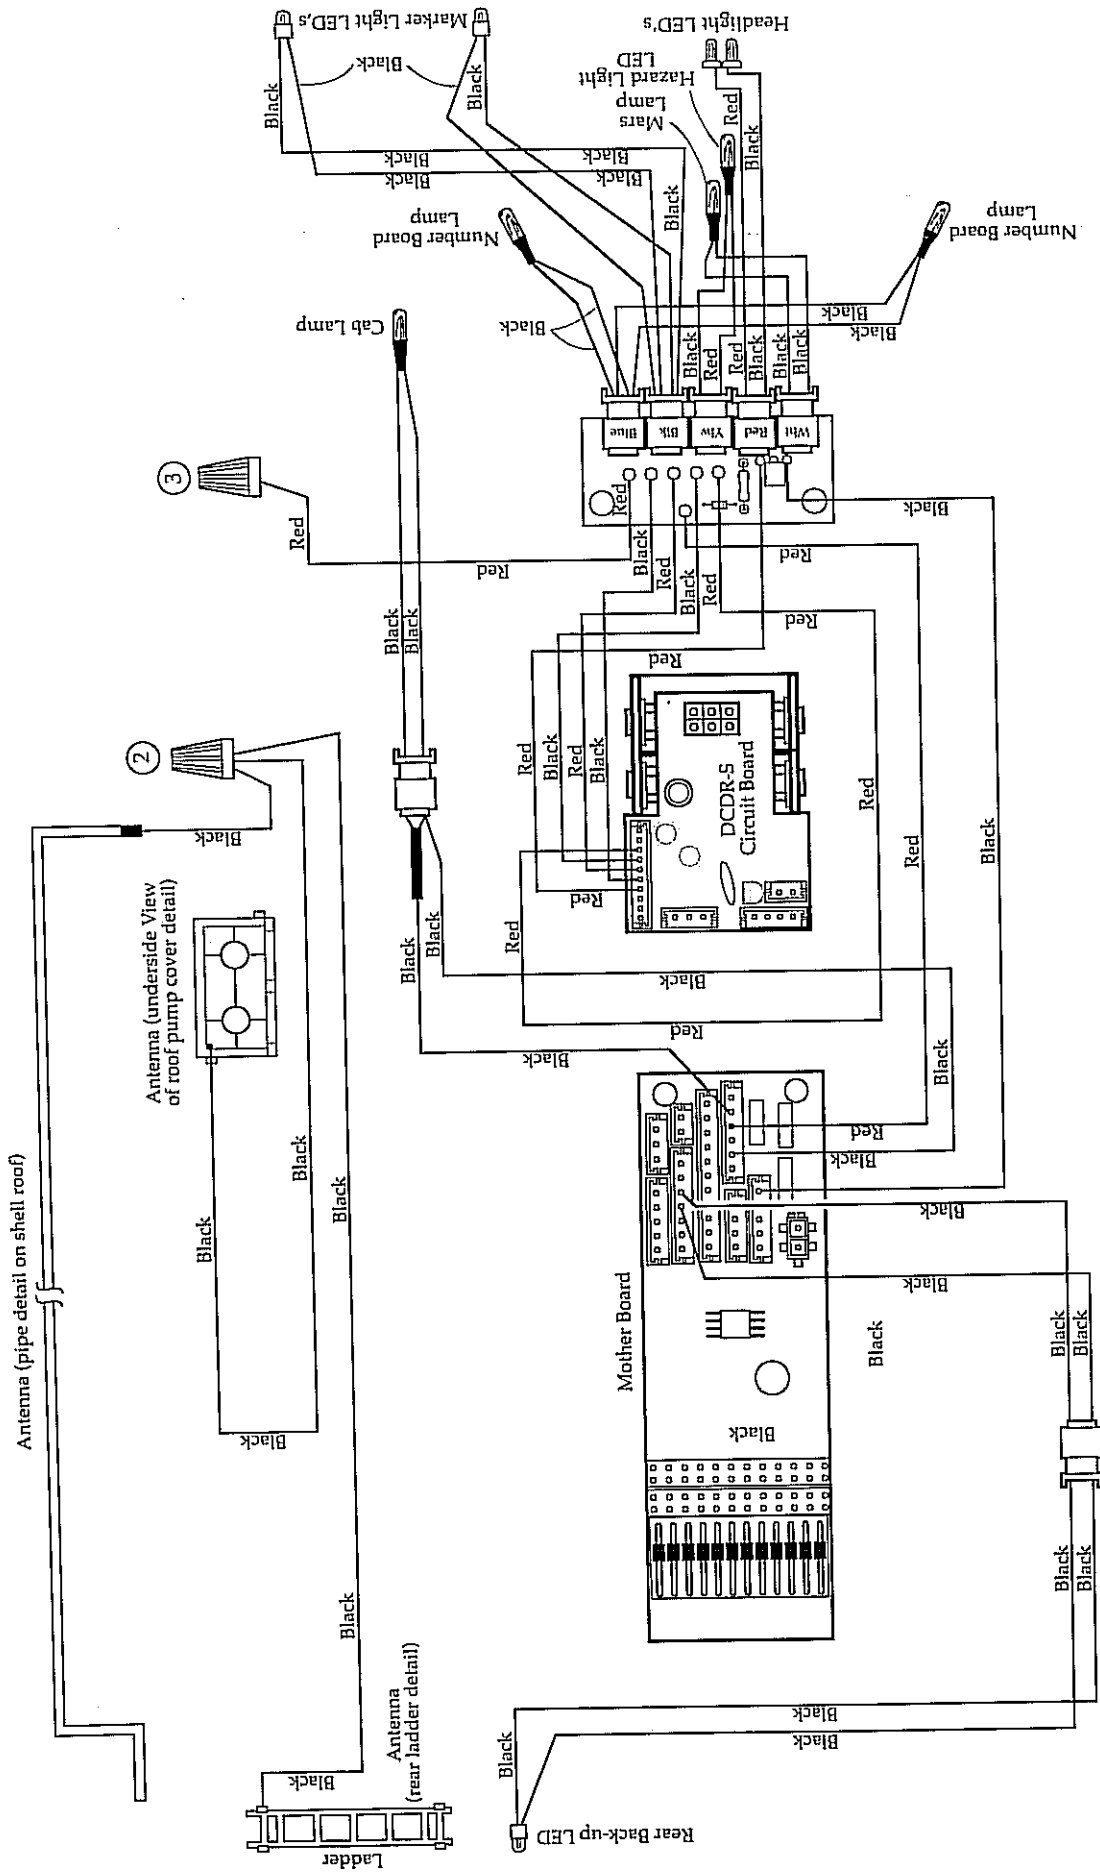 Antenna (pipe detail on shell roof)
Antenna (underside View
of roof pump cover detail)
Black
2
Red
3
Red
Black
Black
Black
Black
Black
Black
Ladder
Antenna
(rear ladder detail)
Cab Lamp
Black
Black
Black
Black
Black
Black
Black
Marker Light LED,s
Black
Black
Black
Black
Black
Black
Black
Black
Number Board
Lamp
Black
Mars
Lamp
Hazard Light
LED
Headlight LED's
Red
Black
Number Board
Lamp
Black
Black
Black
Red
Red
Black
Black
Black
Blue
Blk
Ylw
Red
Wht
Red
Black
Red
Black
Red
Red
Black
Red
Red
Red
Black
Red
Black
Red
Red
DCDR-S
Circuit Board
Red
Red
Red
Black
Black
Mother Board
Black
Black
Red
Black
Black
Black
Black
Black
Black
Black
Black
Black
Black
Black
Rear Back-up LED